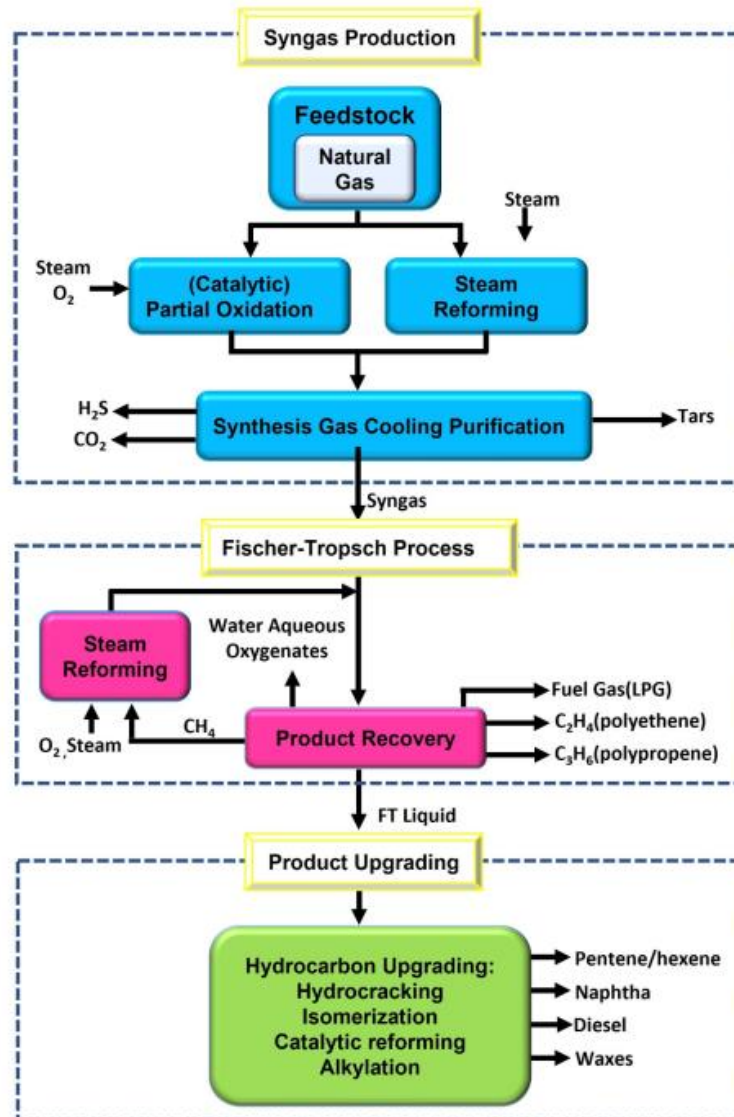 Syngas Production
Feedstock
Natural
Gas
Steam
Steam
O₂
(Catalytic)
Partial Oxidation
Steam
Reforming
H₂S
CO₂
Synthesis Gas Cooling Purification
Tars
Syngas
Fischer-Tropsch Process
Steam
Reforming
Water Aqueous
Oxygenates
Fuel Gas(LPG)
C₂H₄(polyethene)
C₃H₆(polypropene)
O₂,Steam
CH₄
Product Recovery
FT Liquid
Product Upgrading
Hydrocarbon Upgrading:
Hydrocracking
Isomerization
Catalytic reforming
Alkylation
Pentene/hexene
Naphtha
Diesel
Waxes